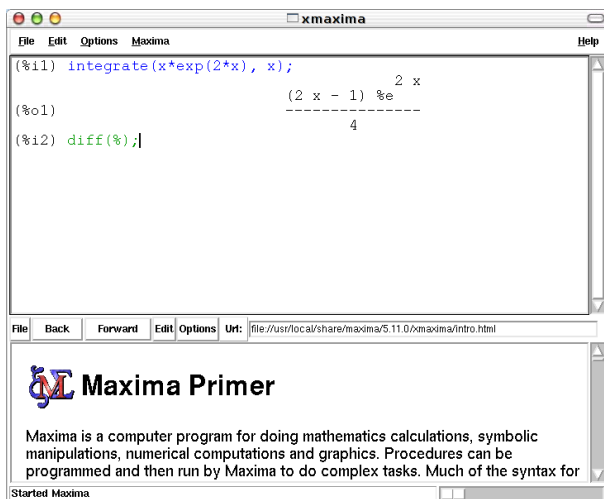 xmaxima
File Edit Options Maxima Help
(%i1) integrate(x*exp(2*x), x);
2 x
(2 x - 1) %e
(%o1) ---------------
4
(%i2) diff(%);
File Back Forward Edit Options Url: file://usr/local/share/maxima/5.11.0/xmaxima/intro.html
Maxima Primer
Maxima is a computer program for doing mathematics calculations, symbolic
manipulations, numerical computations and graphics. Procedures can be
programmed and then run by Maxima to do complex tasks. Much of the syntax for
Started Maxima